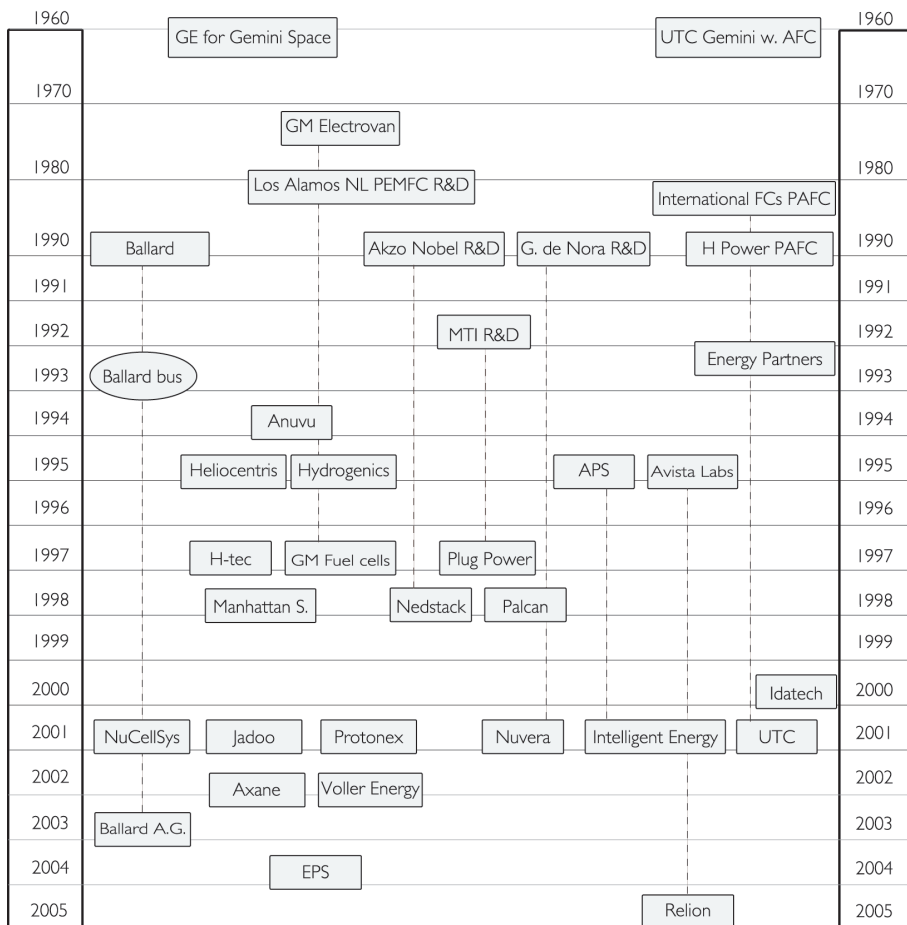 1960 GE for Gemini Space UTC Gemini w. AFC 1960
1970 1970
GM Electrovan
1980 1980
Los Alamos NL PEMFC R&D
International FCs PAFC
1990 Ballard Akzo Nobel R&D G. de Nora R&D H Power PAFC 1990
1991 1991
1992 MTI R&D 1992
Energy Partners
1993 Ballard bus 1993
1994 Anuvu 1994
1995 Heliocentris Hydrogenics APS Avista Labs 1995
1996 1996
1997 H-tec GM Fuel cells Plug Power 1997
1998 Manhattan S. Nedstack Palcan 1998
1999 1999
2000 Idatech 2000
2001 NuCellSys Jadoo Protonex Nuvera Intelligent Energy UTC 2001
2002 Axane Voller Energy 2002
2003 Ballard A.G. 2003
2004 EPS 2004
2005 Relion 2005